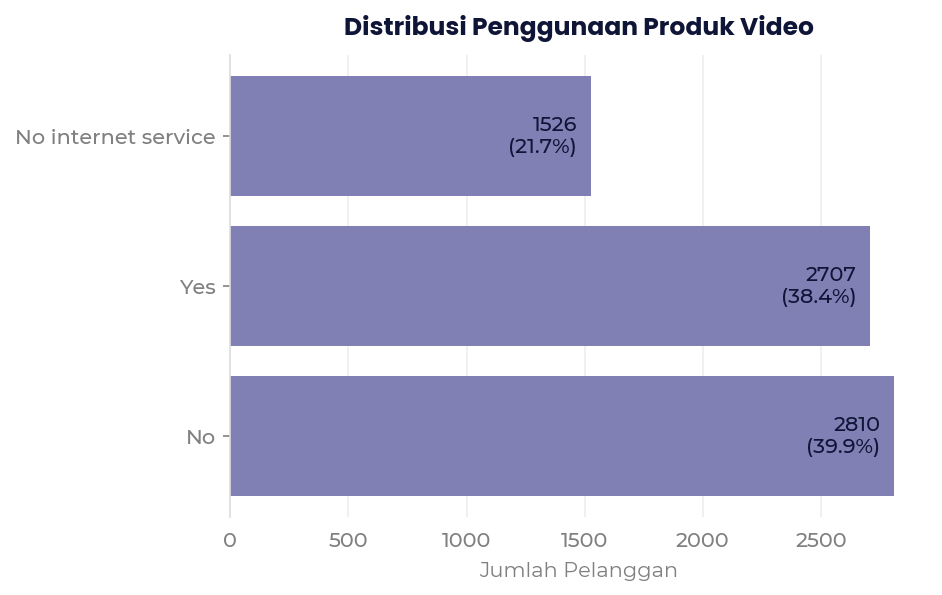 Distribusi Penggunaan Produk Video
No internet service
1526
(21.7%)
Yes
2707
(38.4%)
No
2810
(39.9%)
0 500 1000 1500 2000 2500
Jumlah Pelanggan